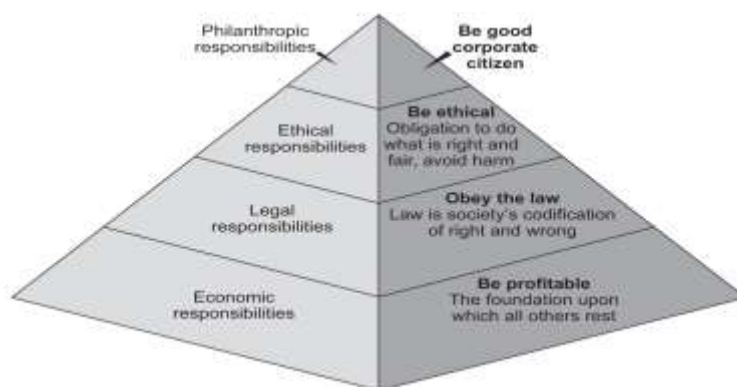 Philanthropic
responsibilities
Be good
corporate
citizen
Ethical
responsibilities
Be ethical
Obligation to do
what is right and
fair, avoid harm
Legal
responsibilities
Obey the law
Law is society's codification
of right and wrong
Economic
responsibilities
Be profitable
The foundation upon
which all others rest